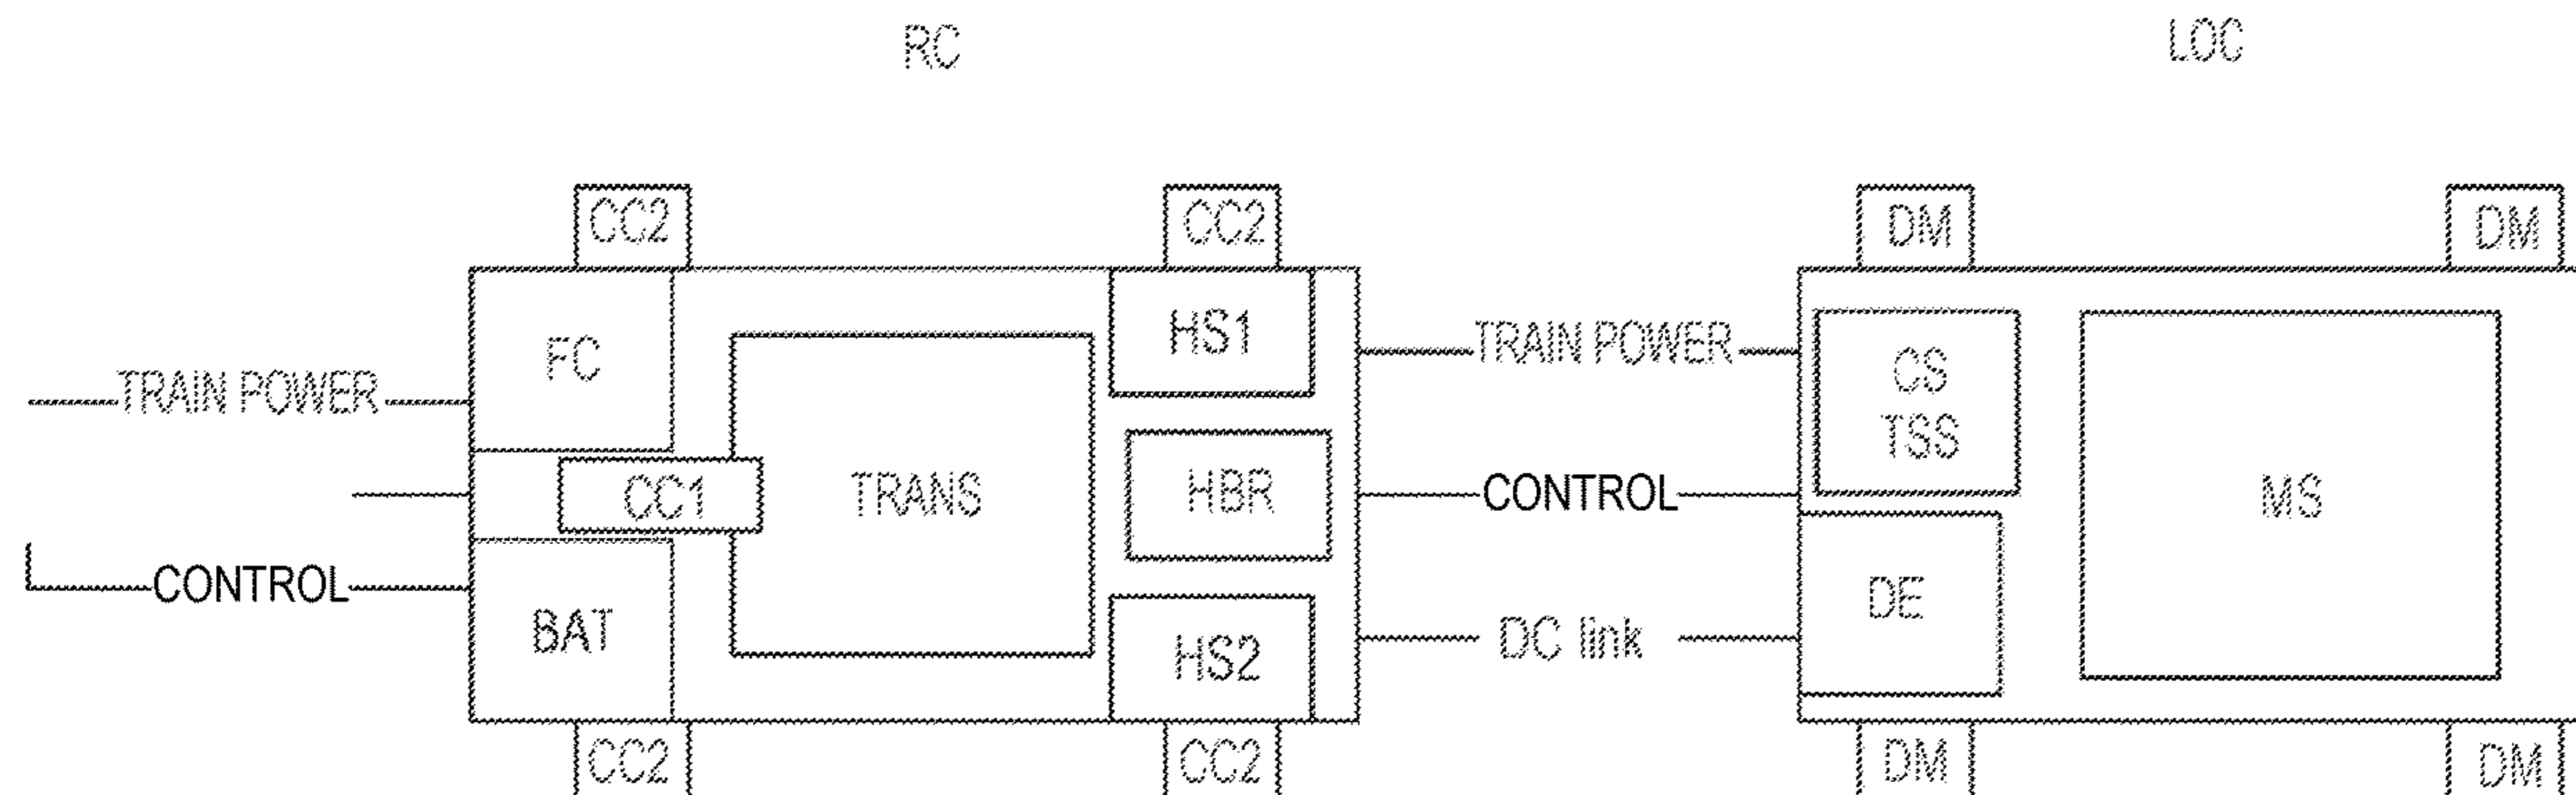 RC
LOC
CC2
CC2
DM
DM
FC
HS1
TRAIN POWER
CS
TSS
TRAIN POWER
CC1
TRANS
HBR
CONTROL
MS
CONTROL
BAT
HS2
DC link
DE
CC2
CC2
DM
DM